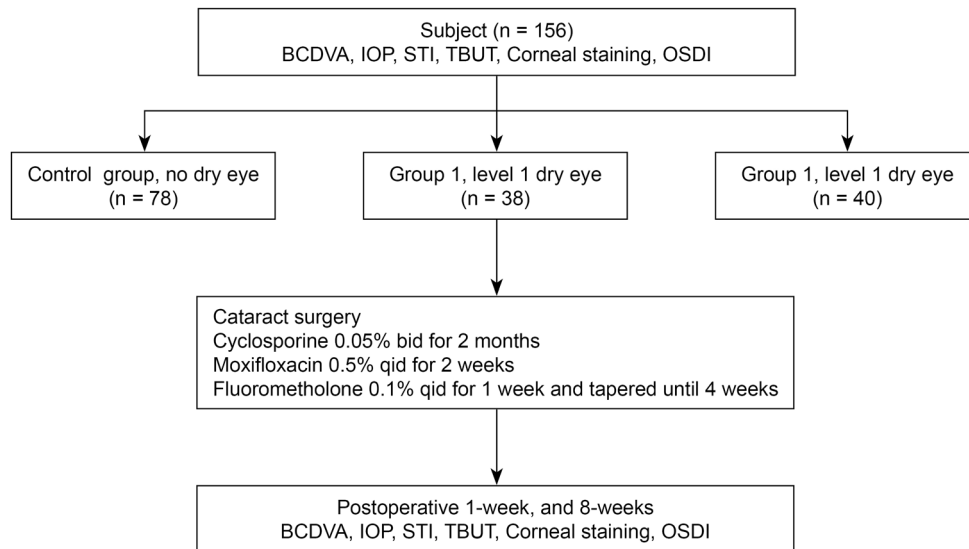 Subject (n = 156)
BCDVA, IOP, STI, TBUT, Corneal staining, OSDI
Control group, no dry eye
(n = 78)
Group 1, level 1 dry eye
(n = 38)
Group 1, level 1 dry eye
(n = 40)
Cataract surgery
Cyclosporine 0.05% bid for 2 months
Moxifloxacin 0.5% qid for 2 weeks
Fluorometholone 0.1% qid for 1 week and tapered until 4 weeks
Postoperative 1-week, and 8-weeks
BCDVA, IOP, STI, TBUT, Corneal staining, OSDI